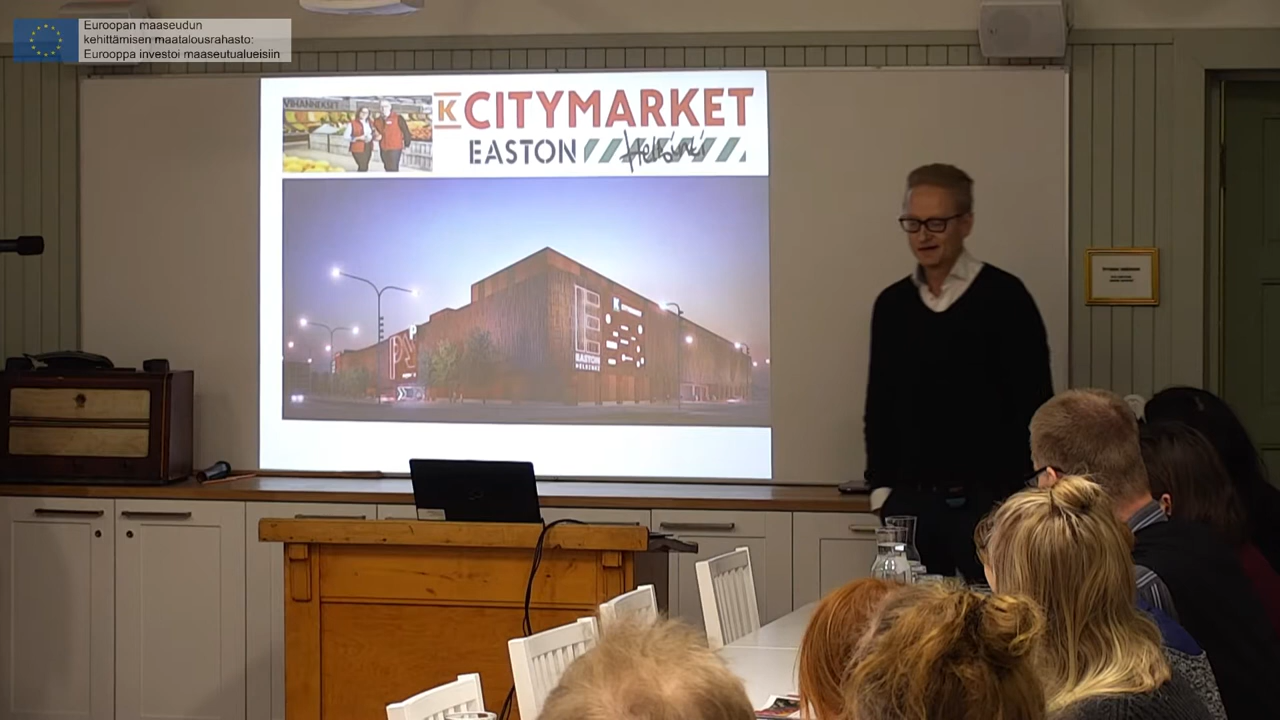 Euroopan maaseudun
kehittämisen maatalousrahasto:
Eurooppa investoi maaseutualueisiin
VIHANNEKSET
K CITYMARKET
EASTON Helsinki
P
E
K
EASTON
HELSINKI